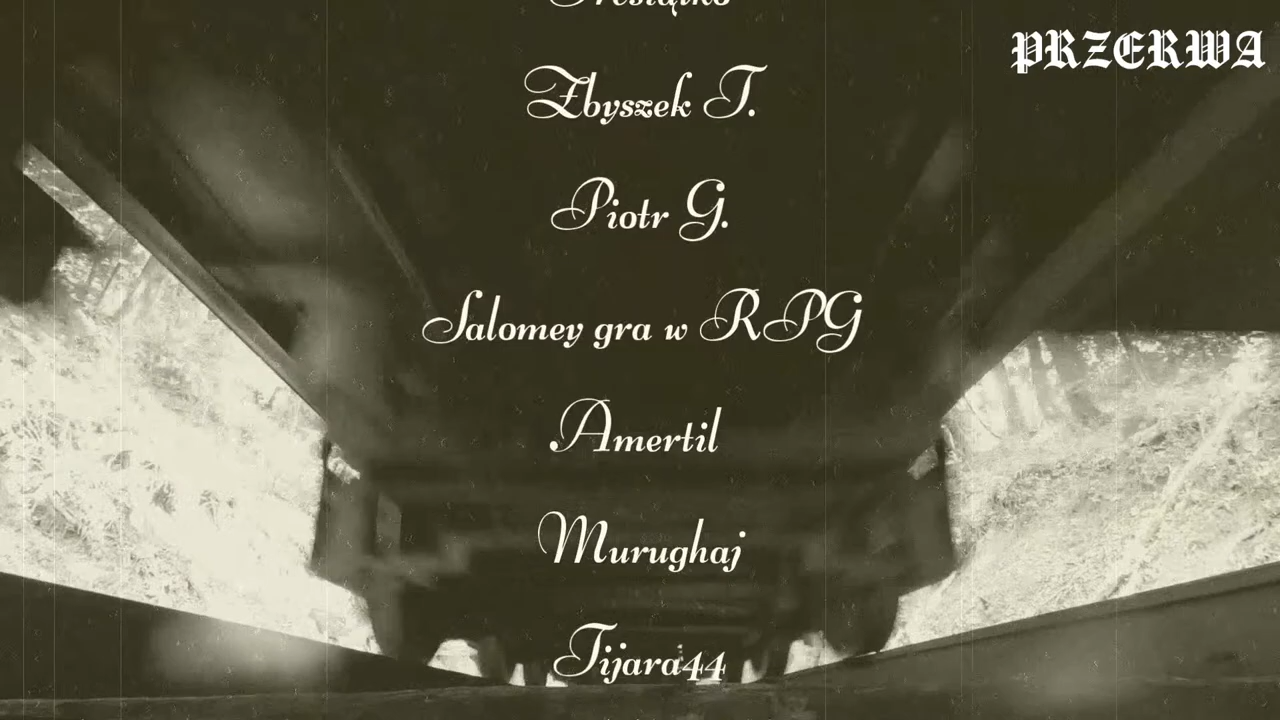 PRZERWA
Zbyszek T.
Piotr G.
Salomey gra w RPG
Amertil
Murughaj
Tijara44